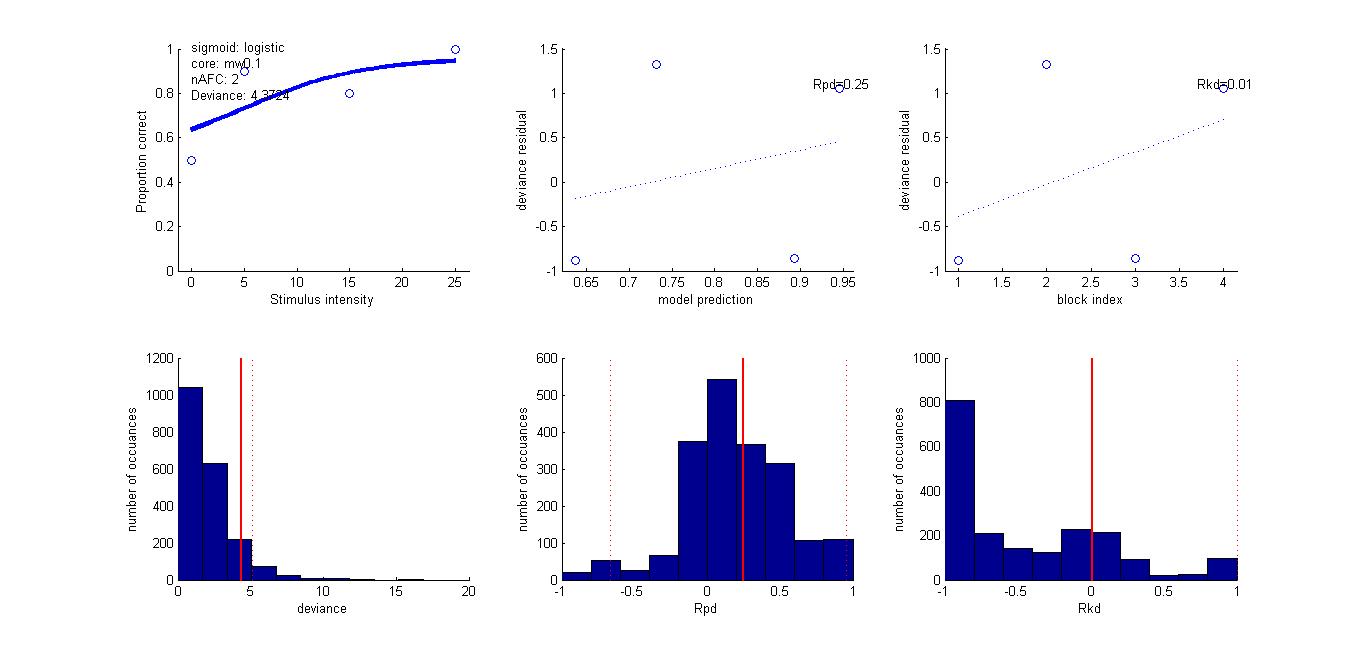 sigmoid: logistic
core: mw0.1
nAFC: 2
Deviance: 4.3724
1
0.8
0.6
0.4
0.2
0
0 5 10 15 20 25
Proportion correct
Stimulus intensity
1.5
1
0.5
0
-0.5
-1
0.65 0.7 0.75 0.8 0.85 0.9 0.95
deviance residual
model prediction
Rpd=0.25
1.5
1
0.5
0
-0.5
-1
1 1.5 2 2.5 3 3.5 4
deviance residual
block index
Rkd=0.01
1200
1000
800
600
400
200
0
0 5 10 15 20
number of occuances
deviance
600
500
400
300
200
100
0
-1 -0.5 0 0.5 1
number of occuances
Rpd
1000
800
600
400
200
0
-1 -0.5 0 0.5 1
number of occuances
Rkd